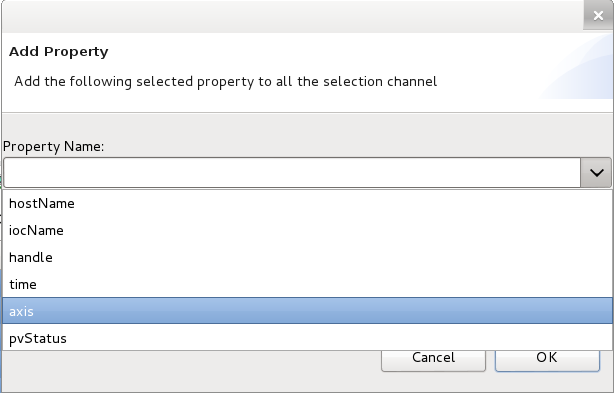 Add Property
Add the following selected property to all the selection channel
Property Name:
hostName
iocName
handle
time
axis
pvStatus
Cancel OK